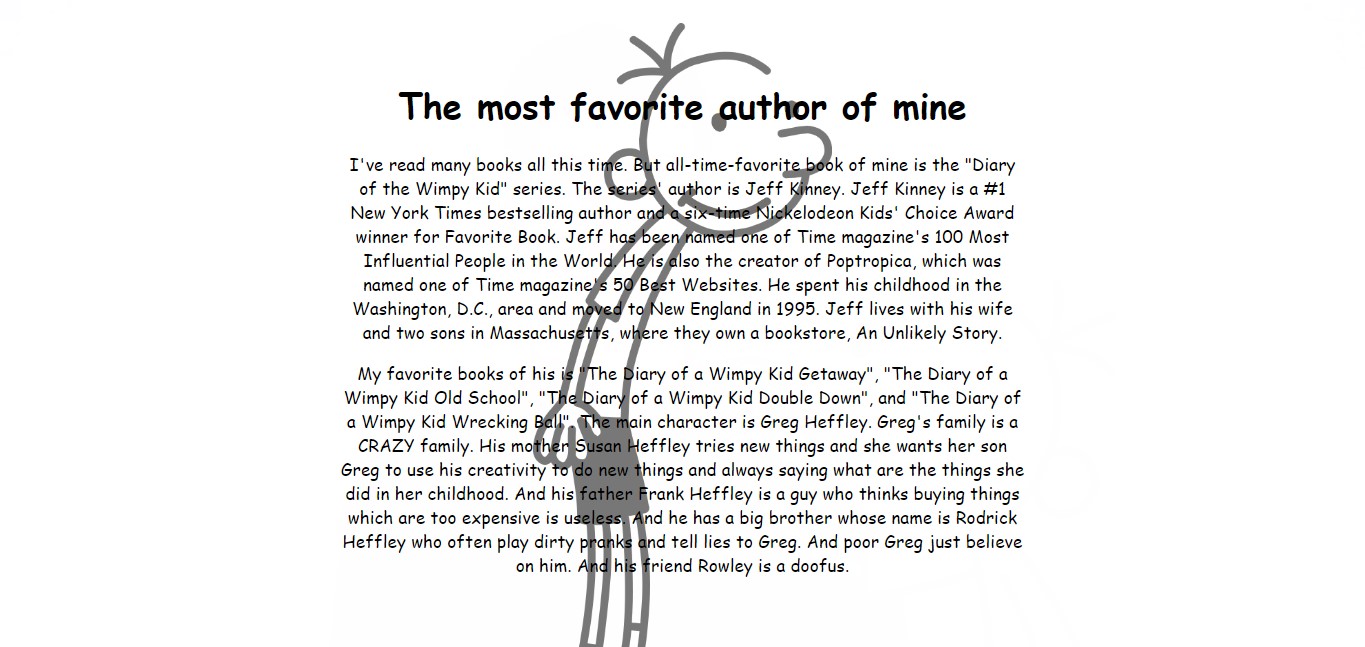 The most favorite author of mine
I've read many books all this time. But all-time-favorite book of mine is the "Diary
of the Wimpy Kid" series. The series' author is Jeff Kinney. Jeff Kinney is a #1
New York Times bestselling author and a six-time Nickelodeon Kids' Choice Award
winner for Favorite Book. Jeff has been named one of Time magazine's 100 Most
Influential People in the World. He is also the creator of Poptropica, which was
named one of Time magazine's 50 Best Websites. He spent his childhood in the
Washington, D.C., area and moved to New England in 1995. Jeff lives with his wife
and two sons in Massachusetts, where they own a bookstore, An Unlikely Story.
My favorite books of his is "The Diary of a Wimpy Kid Getaway", "The Diary of a
Wimpy Kid Old School", "The Diary of a Wimpy Kid Double Down", and "The Diary of
a Wimpy Kid Wrecking Ball". The main character is Greg Heffley. Greg's family is a
CRAZY family. His mother Susan Heffley tries new things and she wants her son
Greg to use his creativity to do new things and always saying what are the things she
did in her childhood. And his father Frank Heffley is a guy who thinks buying things
which are too expensive is useless. And he has a big brother whose name is Rodrick
Heffley who often play dirty pranks and tell lies to Greg. And poor Greg just believe
on him. And his friend Rowley is a doofus.